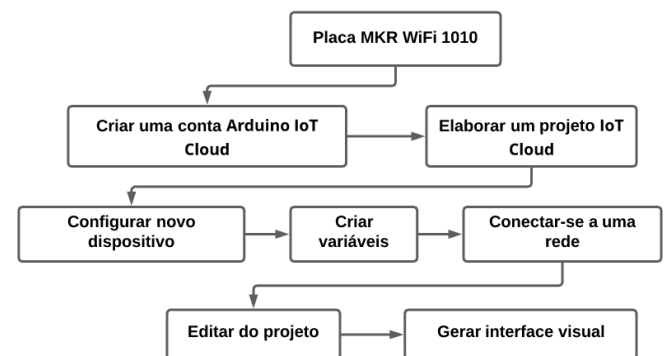 Placa MKR WiFi 1010
Criar uma conta Arduino IoT
Cloud
Elaborar um projeto IoT
Cloud
Configurar novo
dispositivo
Criar
variáveis
Conectar-se a uma
rede
Editar do projeto
Gerar interface visual